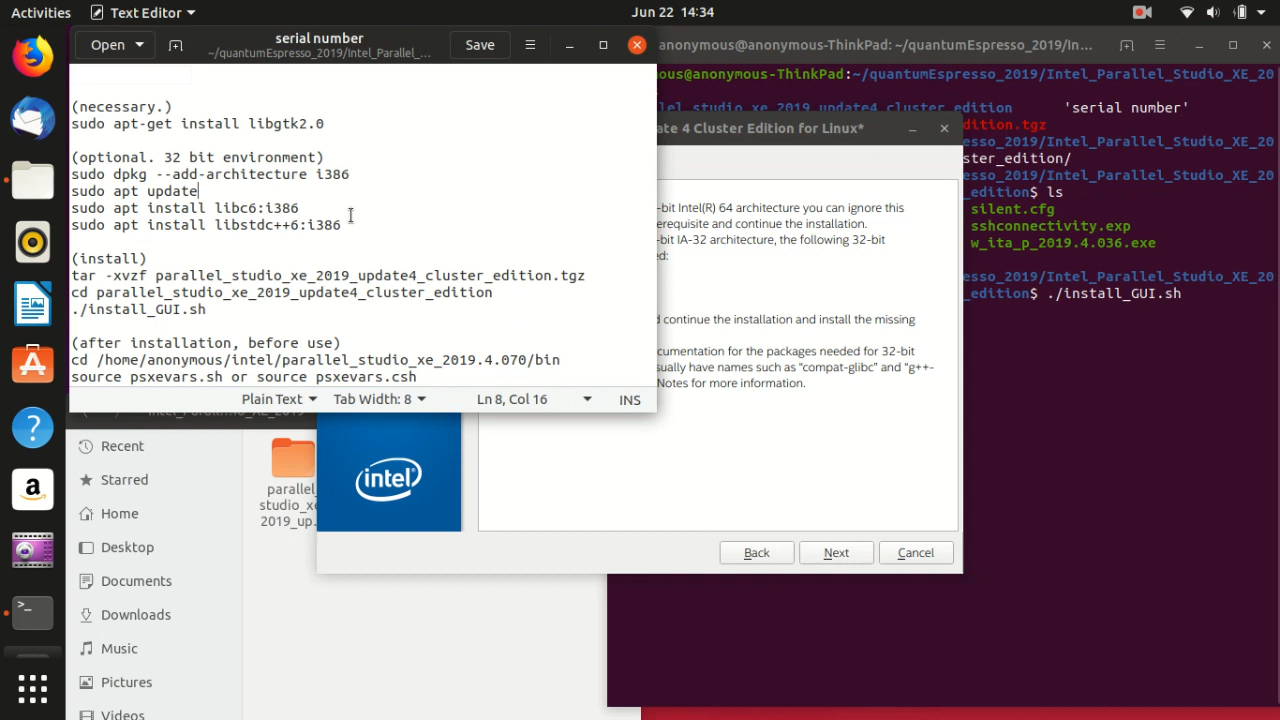 Activities
Text Editor
Jun 22 14:34
Open
serial number
~/quantumEspresso_2019/Intel_Parallel_...
Save
(necessary.)
sudo apt-get install libgtk2.0
(optional. 32 bit environment)
sudo dpkg --add-architecture i386
sudo apt update
sudo apt install libc6:i386
sudo apt install libstdc++6:i386
(install)
tar -xvzf parallel_studio_xe_2019_update4_cluster_edition.tgz
cd parallel_studio_xe_2019_update4_cluster_edition
./install_GUI.sh
(after installation, before use)
cd /home/anonymous/intel/parallel_studio_xe_2019.4.070/bin
source psxevars.sh or source psxevars.csh
Plain Text
Tab Width: 8
Ln 8, Col 16
INS
anonymous@anonymous-ThinkPad: ~/quantumEspresso_2019/In...
ous@anonymous-ThinkPad:~/quantumEspresso_2019/Intel_Parallel_Studio_XE_20
lel_studio_xe_2019_update4_cluster_edition 'serial number'
dition.tgz
esso_2019/Intel_Parallel_Studio_XE_20
ster_edition/
esso_2019/Intel_Parallel_Studio_XE_20
_edition$ ls
silent.cfg
sshconnectivity.exp
w_ita_p_2019.4.036.exe
esso_2019/Intel_Parallel_Studio_XE_20
_edition$ ./install_GUI.sh
ate 4 Cluster Edition for Linux*
-bit Intel(R) 64 architecture you can ignore this
erequisite and continue the installation.
-bit IA-32 architecture, the following 32-bit
ed:
d continue the installation and install the missing
cumentation for the packages needed for 32-bit
sually have names such as "compat-glibc" and "g++-
Notes for more information.
intel
Back
Next
Cancel
Recent
Starred
Home
Desktop
Documents
Downloads
Music
Pictures
Videos
parallel_
studio_xe
2019_up.